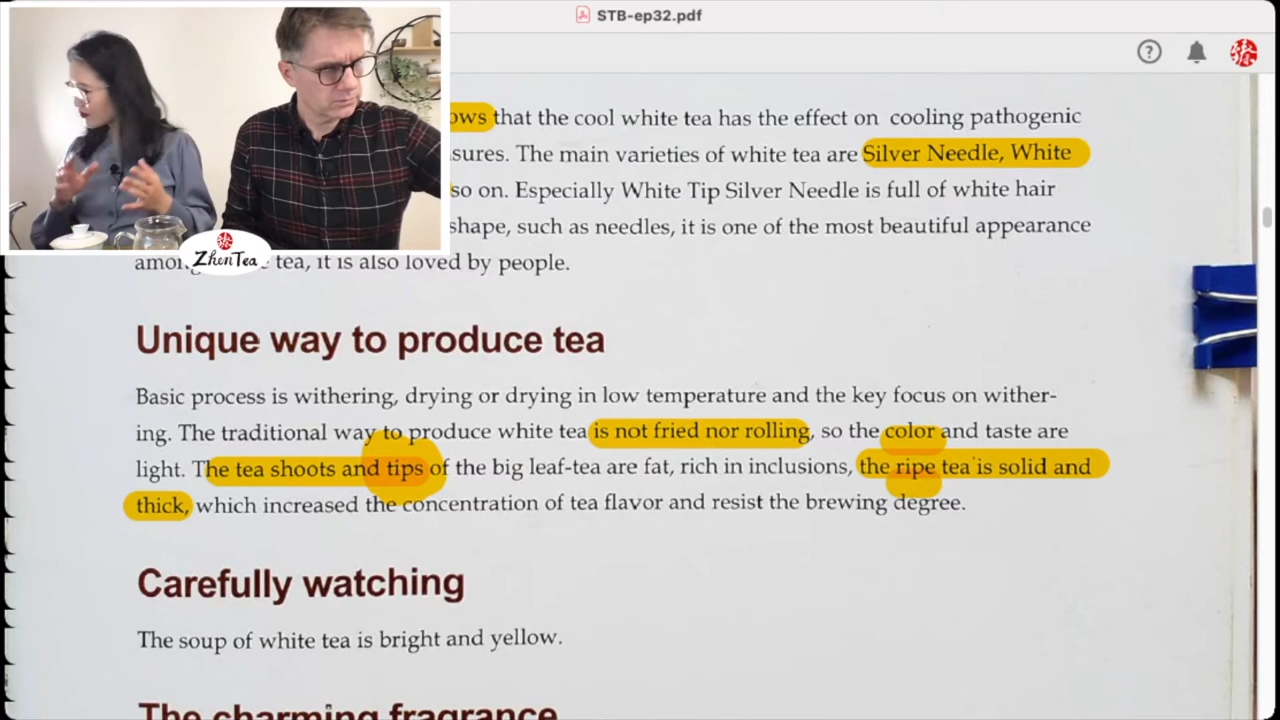 STB-ep32.pdf
ows that the cool white tea has the effect on cooling pathogenic
sures. The main varieties of white tea are Silver Needle, White
so on. Especially White Tip Silver Needle is full of white hair
shape, such as needles, it is one of the most beautiful appearance
tea, it is also loved by people.
ZhenTea
Unique way to produce tea
Basic process is withering, drying or drying in low temperature and the key focus on wither-
ing. The traditional way to produce white tea is not fried nor rolling, so the color and taste are
light. The tea shoots and tips of the big leaf-tea are fat, rich in inclusions, the ripe tea is solid and
thick, which increased the concentration of tea flavor and resist the brewing degree.
Carefully watching
The soup of white tea is bright and yellow.
The charming fragrance